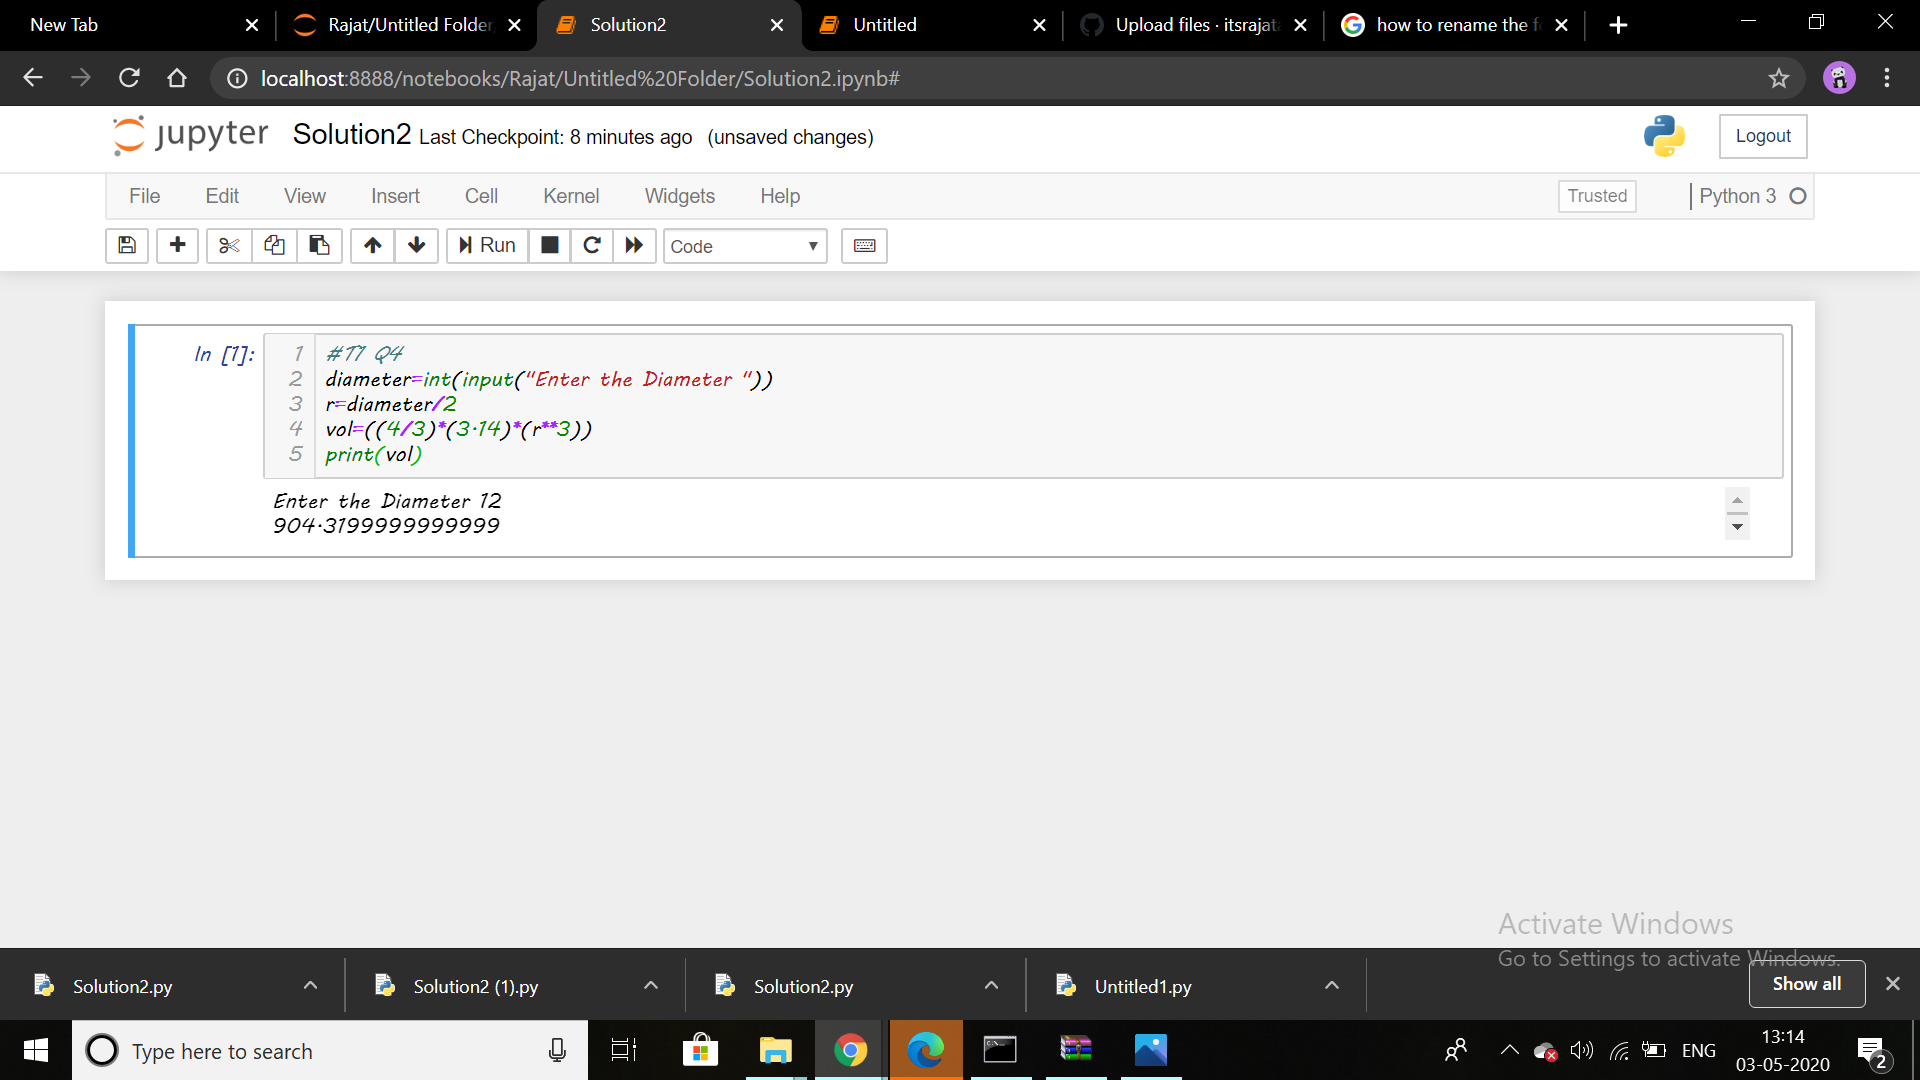 New Tab
Rajat/Untitled Folder
Solution2
Untitled
Upload files · itsrajat
how to rename the f
localhost:8888/notebooks/Rajat/Untitled%20Folder/Solution2.ipynb#
jupyter Solution2 Last Checkpoint: 8 minutes ago (unsaved changes)
Logout
File Edit View Insert Cell Kernel Widgets Help
Trusted Python 3
Run Code
In [1]:
1 #T1 Q4
2 diameter=int(input("Enter the Diameter "))
3 r=diameter/2
4 vol=((4/3)*(3.14)*(r**3))
5 print(vol)
Enter the Diameter 12
904.3199999999999
Activate Windows
Go to Settings to activate Windows.
Solution2.py
Solution2 (1).py
Solution2.py
Untitled1.py
Show all
Type here to search
ENG
13:14
03-05-2020
2